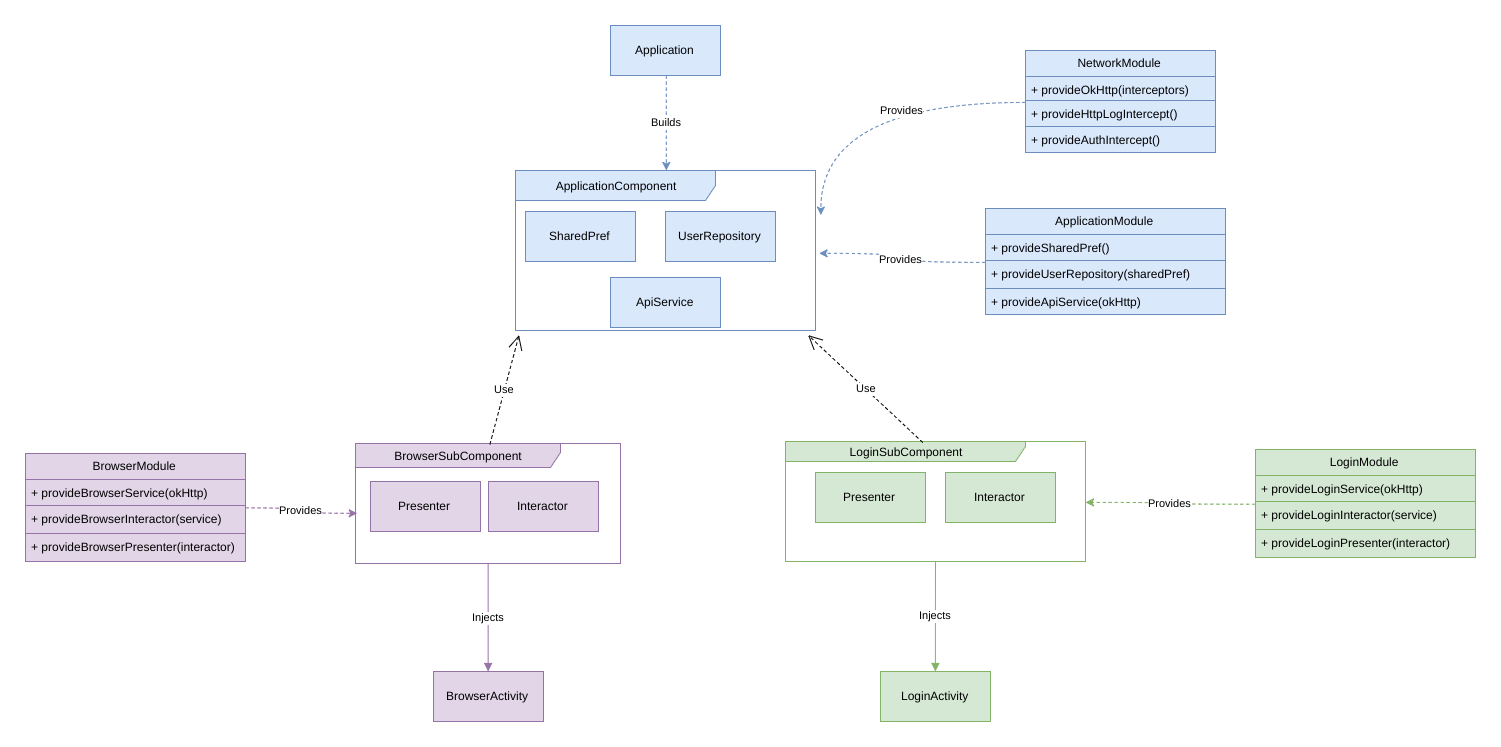 Application
Builds
NetworkModule
+ provideOkHttp(interceptors)
+ provideHttpLogIntercept()
+ provideAuthIntercept()
Provides
ApplicationComponent
SharedPref
UserRepository
ApiService
ApplicationModule
+ provideSharedPref()
+ provideUserRepository(sharedPref)
+ provideApiService(okHttp)
Provides
Use
Use
BrowserModule
+ provideBrowserService(okHttp)
+ provideBrowserInteractor(service)
+ provideBrowserPresenter(interactor)
Provides
BrowserSubComponent
Presenter
Interactor
LoginSubComponent
Presenter
Interactor
Provides
LoginModule
+ provideLoginService(okHttp)
+ provideLoginInteractor(service)
+ provideLoginPresenter(interactor)
Injects
Injects
BrowserActivity
LoginActivity